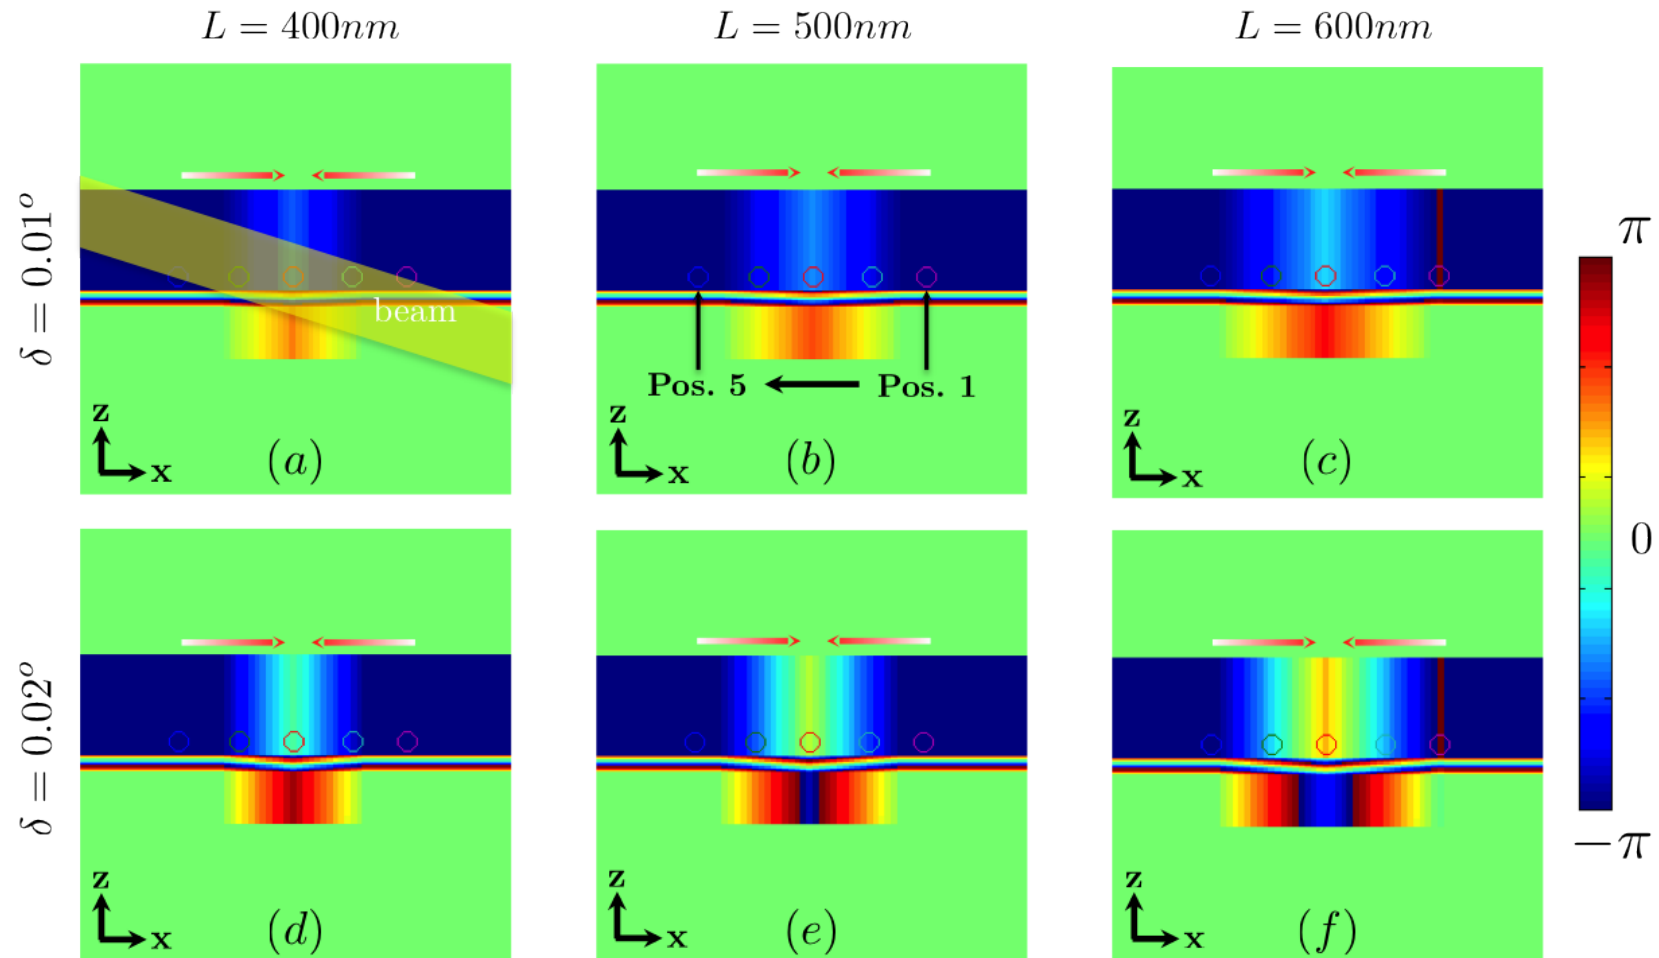 L = 400nm
L = 500nm
L = 600nm
δ = 0.01°
beam
z
x
(a)
Pos. 5
Pos. 1
z
x
(b)
z
x
(c)
π
0
−π
δ = 0.02°
z
x
(d)
z
x
(e)
z
x
(f)